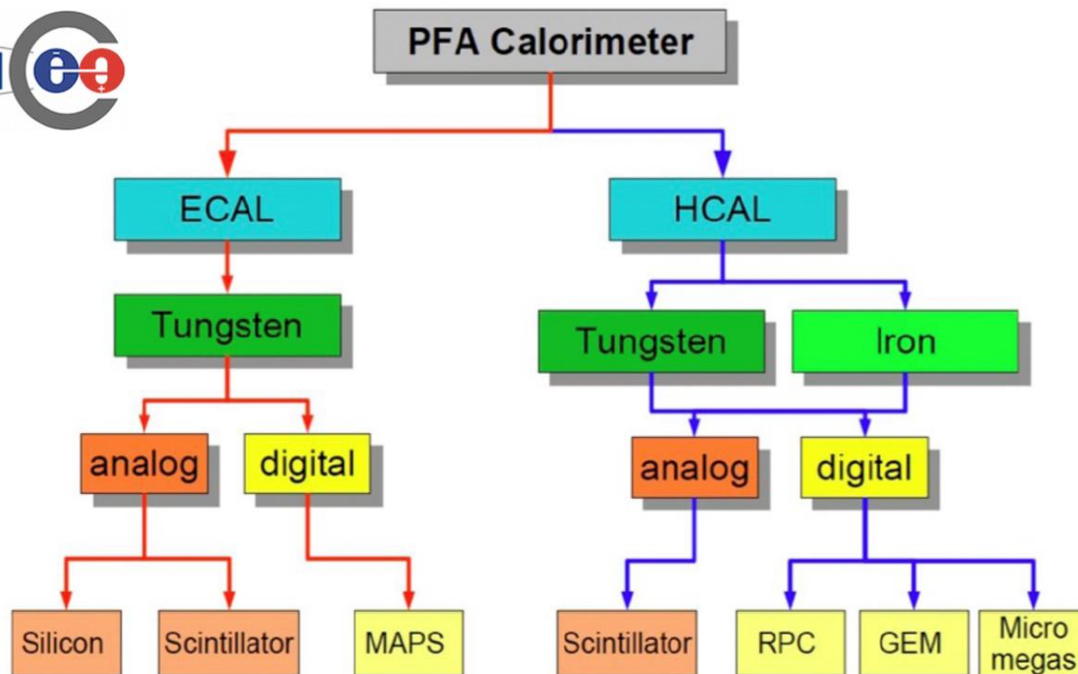 PFA Calorimeter
ECAL
HCAL
Tungsten
Tungsten
Iron
analog
digital
analog
digital
Silicon
Scintillator
MAPS
Scintillator
RPC
GEM
Micro
megas